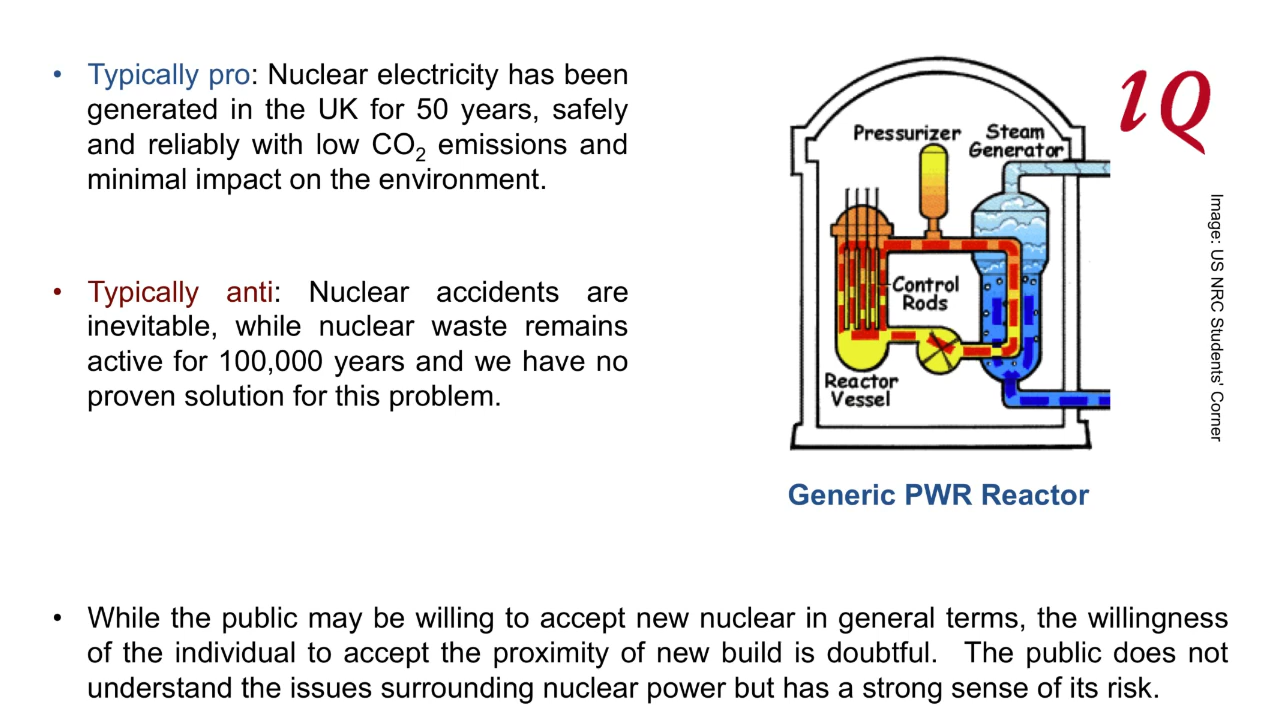 • Typically pro: Nuclear electricity has been
generated in the UK for 50 years, safely
and reliably with low CO₂ emissions and
minimal impact on the environment.
• Typically anti: Nuclear accidents are
inevitable, while nuclear waste remains
active for 100,000 years and we have no
proven solution for this problem.
Pressurizer
Steam
Generator
Control
Rods
Reactor
Vessel
Generic PWR Reactor
lQ
Image: US NRC Students' Corner
• While the public may be willing to accept new nuclear in general terms, the willingness
of the individual to accept the proximity of new build is doubtful.  The public does not
understand the issues surrounding nuclear power but has a strong sense of its risk.